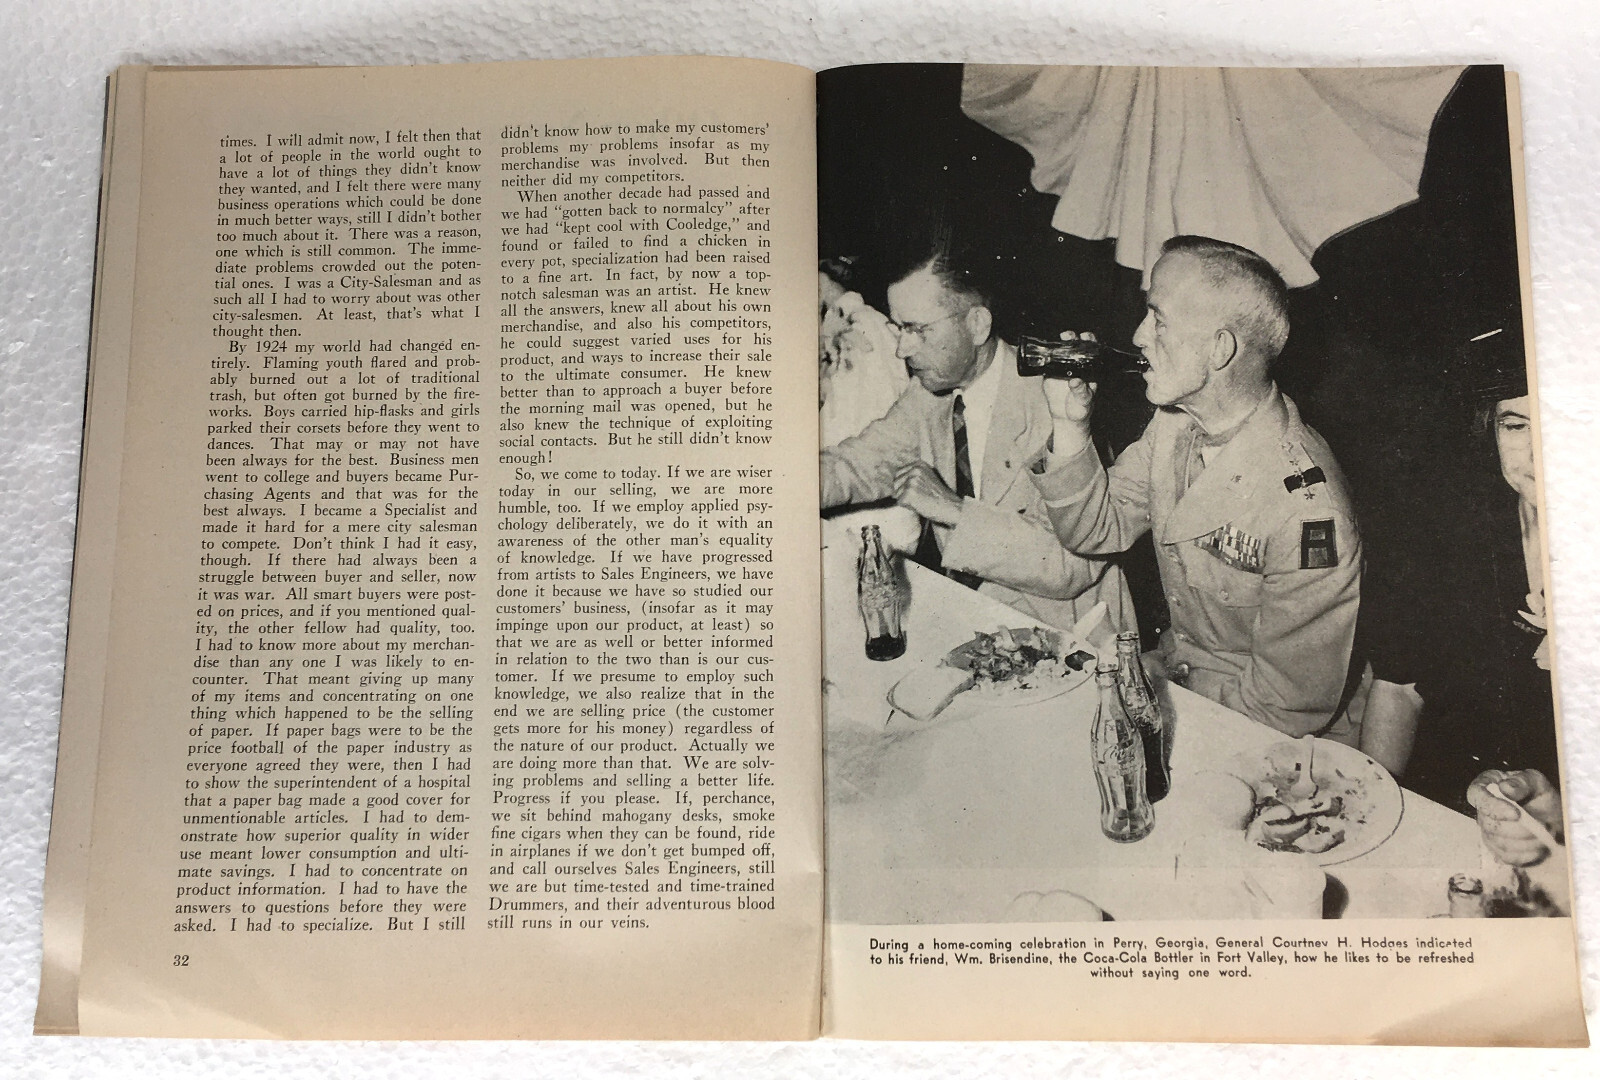 times. I will admit now, I felt then that
a lot of people in the world ought to
have a lot of things they didn't know
they wanted, and I felt there were many
business operations which could be done
in much better ways, still I didn't bother
too much about it. There was a reason,
one which is still common. The imme-
diate problems crowded out the poten-
tial ones. I was a City-Salesman and as
such all I had to worry about was other
city-salesmen. At least, that's what I
thought then.
By 1924 my world had changed en-
tirely. Flaming youth flared and prob-
ably burned out a lot of traditional
trash, but often got burned by the fire-
works. Boys carried hip-flasks and girls
parked their corsets before they went to
dances. That may or may not have
been always for the best. Business men
went to college and buyers became Pur-
chasing Agents and that was for the
best always. I became a Specialist and
made it hard for a mere city salesman
to compete. Don't think I had it easy,
though. If there had always been a
struggle between buyer and seller, now
it was war. All smart buyers were post-
ed on prices, and if you mentioned qual-
ity, the other fellow had quality, too.
I had to know more about my merchan-
dise than any one I was likely to en-
counter. That meant giving up many
of my items and concentrating on one
thing which happened to be the selling
of paper. If paper bags were to be the
price football of the paper industry as
everyone agreed they were, then I had
to show the superintendent of a hospital
that a paper bag made a good cover for
unmentionable articles. I had to dem-
onstrate how superior quality in wider
use meant lower consumption and ulti-
mate savings. I had to concentrate on
product information. I had to have the
answers to questions before they were
asked. I had to specialize. But I still
32
didn't know how to make my customers'
problems my problems insofar as my
merchandise was involved. But then
neither did my competitors.
When another decade had passed and
we had "gotten back to normalcy" after
we had "kept cool with Cooledge," and
found or failed to find a chicken in
every pot, specialization had been raised
to a fine art. In fact, by now a top-
notch salesman was an artist. He knew
all the answers, knew all about his own
merchandise, and also his competitors,
he could suggest varied uses for his
product, and ways to increase their sale
to the ultimate consumer. He knew
better than to approach a buyer before
the morning mail was opened, but he
also knew the technique of exploiting
social contacts. But he still didn't know
enough!
So, we come to today. If we are wiser
today in our selling, we are more
humble, too. If we employ applied psy-
chology deliberately, we do it with an
awareness of the other man's equality
of knowledge. If we have progressed
from artists to Sales Engineers, we have
done it because we have so studied our
customers' business, (insofar as it may
impinge upon our product, at least) so
that we are as well or better informed
in relation to the two than is our cus-
tomer. If we presume to employ such
knowledge, we also realize that in the
end we are selling price (the customer
gets more for his money) regardless of
the nature of our product. Actually we
are doing more than that. We are solv-
ing problems and selling a better life.
Progress if you please. If, perchance,
we sit behind mahogany desks, smoke
fine cigars when they can be found, ride
in airplanes if we don't get bumped off,
and call ourselves Sales Engineers, still
we are but time-tested and time-trained
Drummers, and their adventurous blood
still runs in our veins.
A
During a home-coming celebration in Perry, Georgia, General Courtney H. Hodges indicated
to his friend, Wm. Brisendine, the Coca-Cola Bottler in Fort Valley, how he likes to be refreshed
without saying one word.